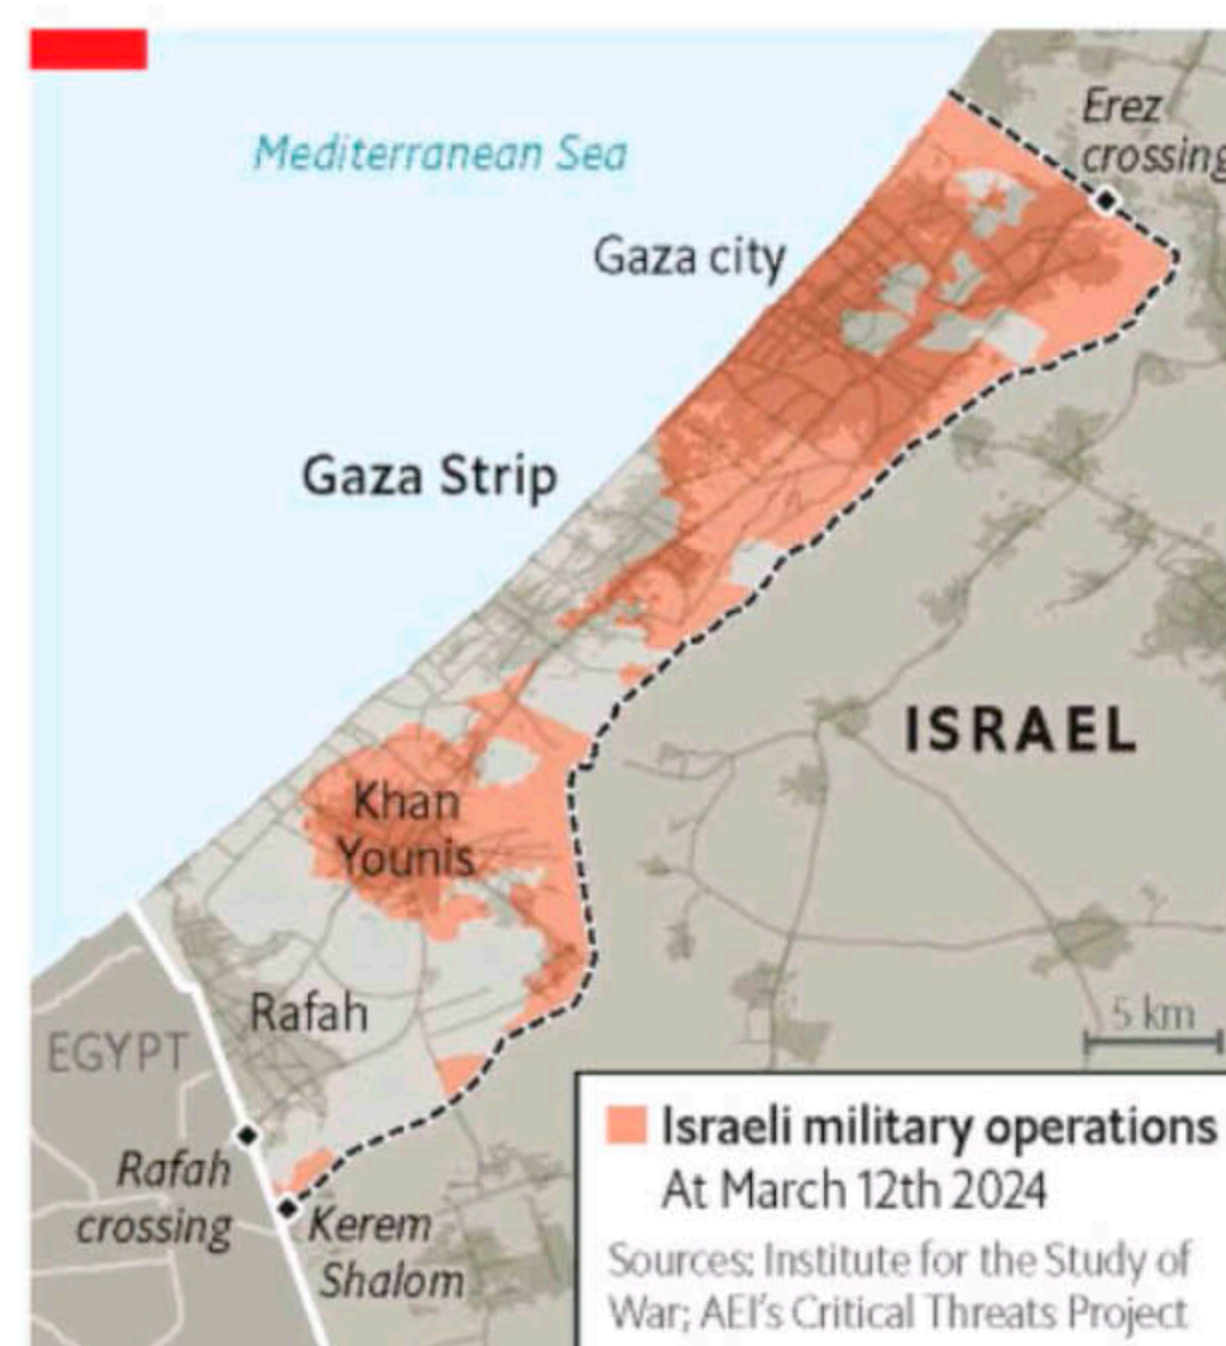 Erez
crossing
Mediterranean Sea
Gaza city
Gaza Strip
ISRAEL
Khan
Younis
Rafah
EGYPT
5 km
Rafah
crossing
Kerem
Shalom
Israeli military operations
At March 12th 2024
Sources: Institute for the Study of
War; AEI's Critical Threats Project